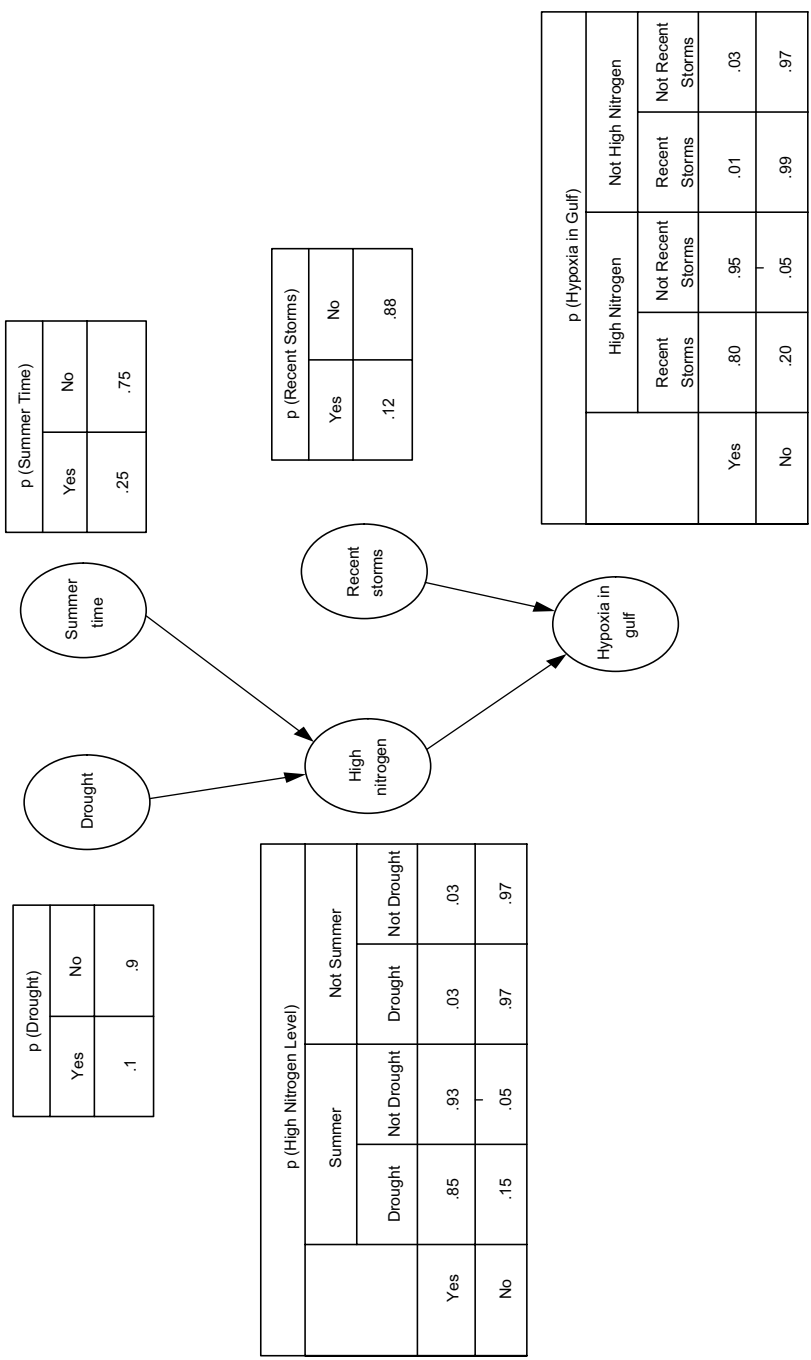 p (Drought)
Yes No
.1 .9
Drought
Summer
time
p (Summer Time)
Yes No
.25 .75
p (High Nitrogen Level)
Summer Not Summer
Drought Not Drought Drought Not Drought
Yes .85 .93 .03 .03
No .15 .05 .97 .97
High
nitrogen
Recent
storms
p (Recent Storms)
Yes No
.12 .88
Hypoxia in
gulf
p (Hypoxia in Gulf)
High Nitrogen Not High Nitrogen
Recent Not Recent Recent Not Recent
Storms Storms Storms Storms
Yes .80 .95 .01 .03
No .20 .05 .99 .97